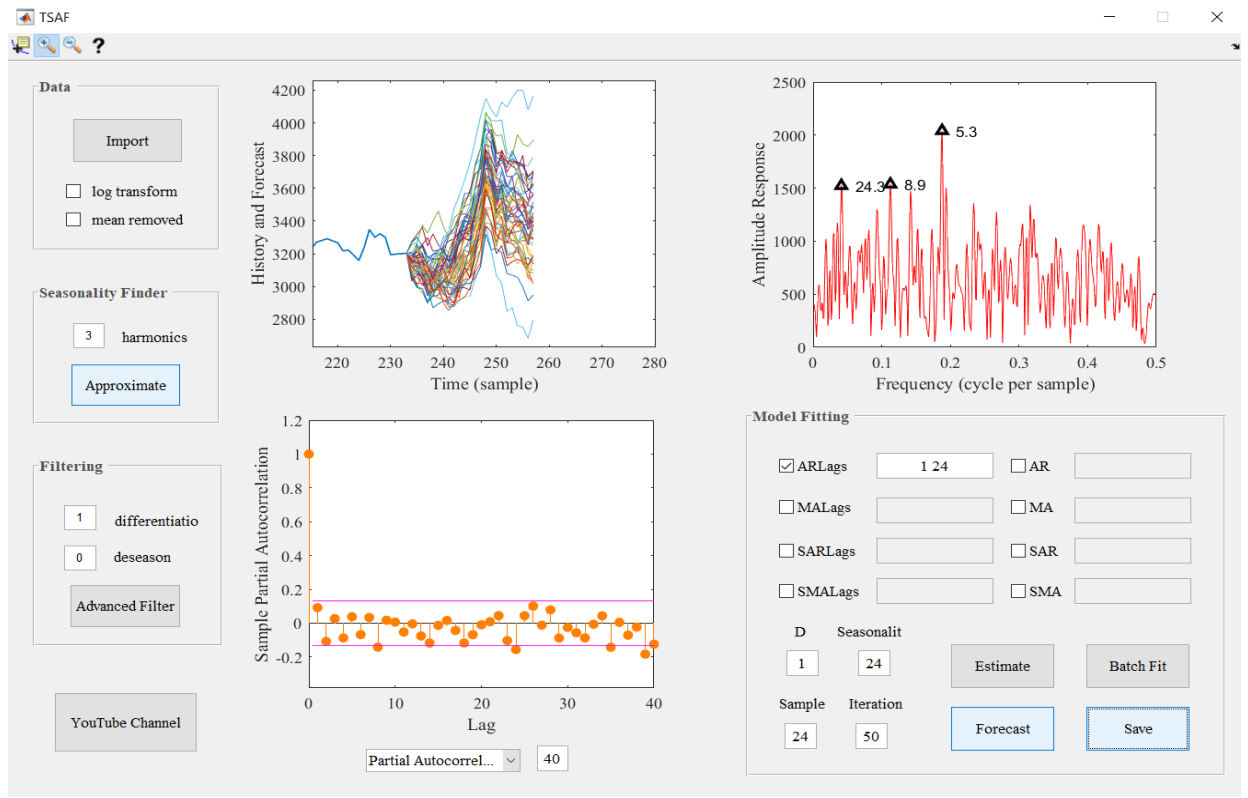 TSAF
?
Data
Import
log transform
mean removed
Seasonality Finder
3 harmonics
Approximate
Filtering
1 differentiatio
0 deseason
Advanced Filter
YouTube Channel
History and Forecast
4200
4000
3800
3600
3400
3200
3000
2800
220 230 240 250 260 270 280
Time (sample)
Amplitude Response
2500
2000
1500
1000
500
0
24.3 8.9 5.3
0 0.1 0.2 0.3 0.4 0.5
Frequency (cycle per sample)
Sample Partial Autocorrelation
1.2
1
0.8
0.6
0.4
0.2
0
-0.2
0 10 20 30 40
Lag
Partial Autocorrel... 40
Model Fitting
ARLags 1 24 AR
MALags MA
SARLags SAR
SMALags SMA
D Seasonalit
1 24 Estimate Batch Fit
Sample Iteration
24 50 Forecast Save